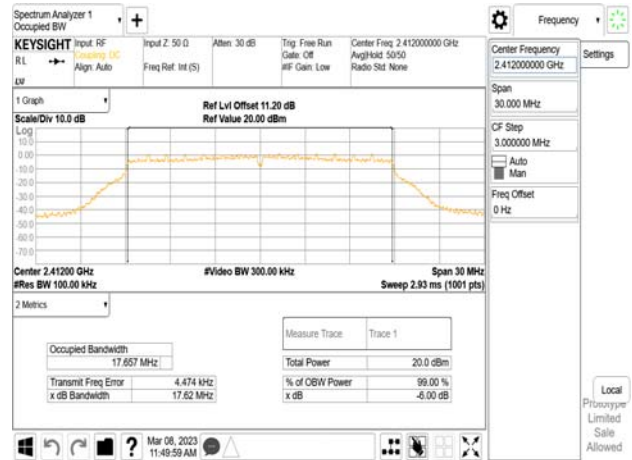 Spectrum Analyzer 1
Occupied BW
Frequency
KEYSIGHT
Input: RF
Coupling: DC
Align: Auto
Input Z: 50 Ω
Freq Ref: Int (S)
Atten: 30 dB
Trig: Free Run
Gate: Off
#IF Gain: Low
Center Freq: 2.412000000 GHz
Avg|Hold: 50/50
Radio Std: None
RL
Center Frequency
2.412000000 GHz
Settings
Span
30.000 MHz
CF Step
3.000000 MHz
Auto
Man
Freq Offset
0 Hz
1 Graph
Scale/Div 10.0 dB
Ref Lvl Offset 11.20 dB
Ref Value 20.00 dBm
Log
10.0
0.00
-10.0
-20.0
-30.0
-40.0
-50.0
-60.0
-70.0
Center 2.41200 GHz
#Video BW 300.00 kHz
Span 30 MHz
#Res BW 100.00 kHz
Sweep 2.93 ms (1001 pts)
2 Metrics
Measure Trace
Trace 1
Occupied Bandwidth
17.657 MHz
Total Power
20.0 dBm
Transmit Freq Error
4.474 kHz
% of OBW Power
99.00 %
x dB Bandwidth
17.62 MHz
x dB
-6.00 dB
Local
Prototype
Limited
Sale
Allowed
?
Mar 08, 2023
11:49:59 AM